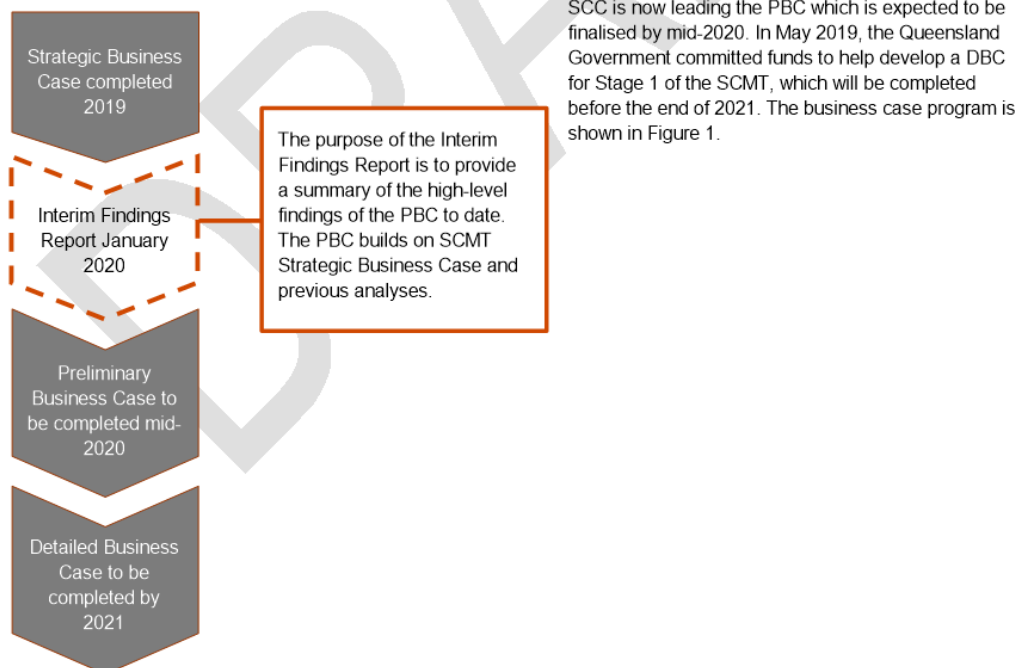 Strategic Business
Case completed
2019
Interim Findings
Report January
2020
Preliminary
Business Case to
be completed mid-
2020
Detailed Business
Case to be
completed by
2021
The purpose of the Interim
Findings Report is to provide
a summary of the high-level
findings of the PBC to date.
The PBC builds on SCMT
Strategic Business Case and
previous analyses.
SCC is now leading the PBC which is expected to be
finalised by mid-2020. In May 2019, the Queensland
Government committed funds to help develop a DBC
for Stage 1 of the SCMT, which will be completed
before the end of 2021. The business case program is
shown in Figure 1.